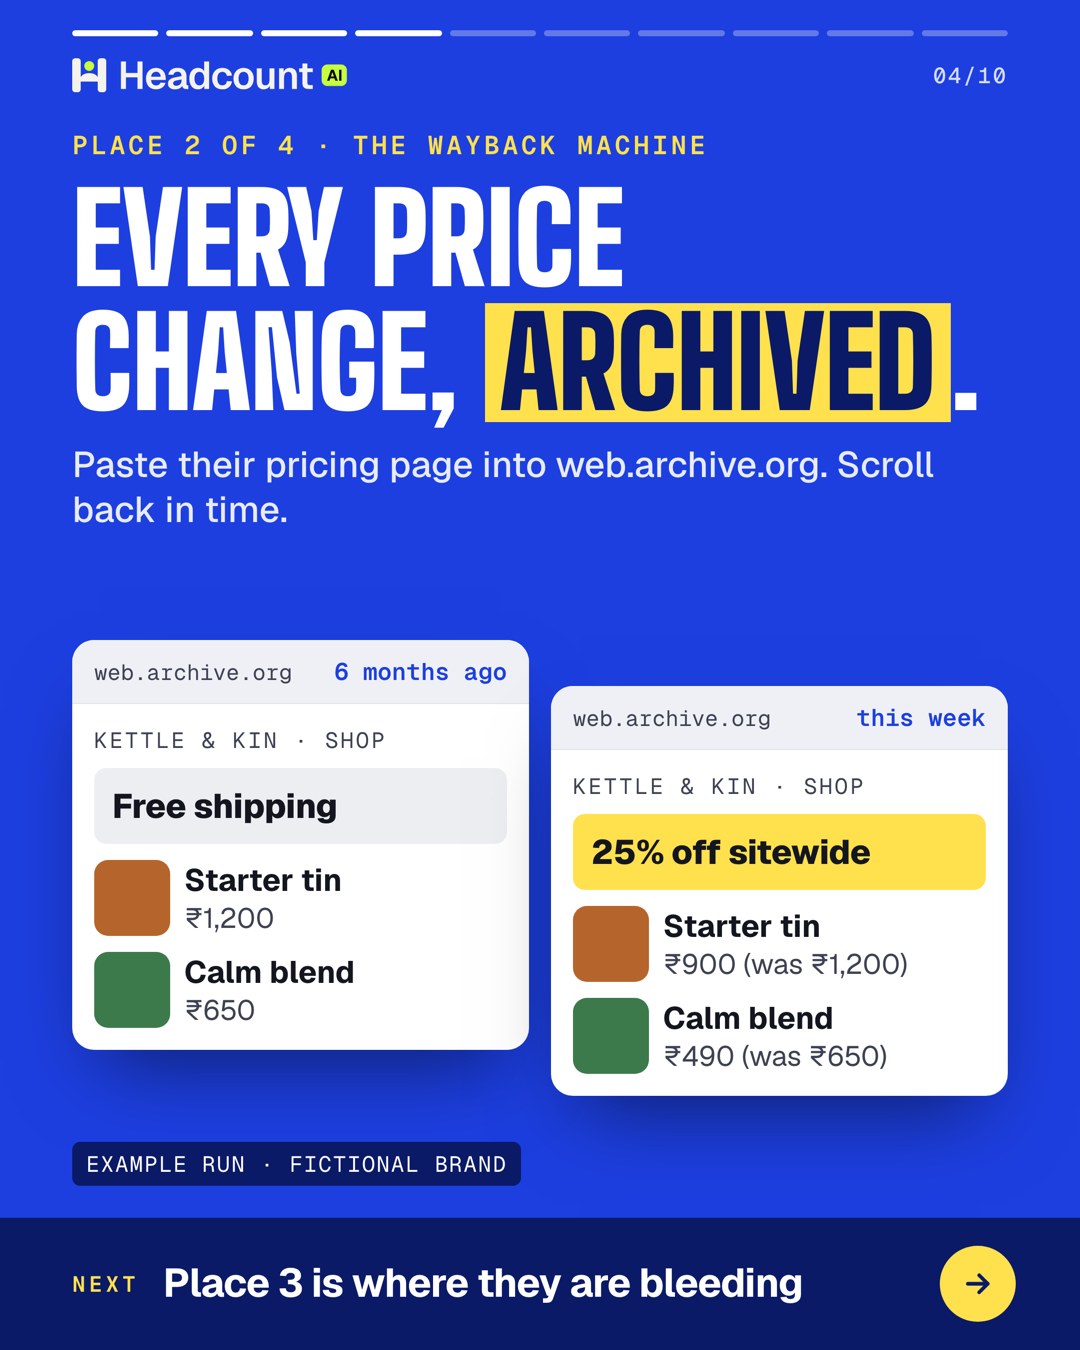 Headcount AI
04/10
PLACE 2 OF 4 · THE WAYBACK MACHINE
EVERY PRICE
CHANGE, ARCHIVED.
Paste their pricing page into web.archive.org. Scroll
back in time.
web.archive.org 6 months ago
KETTLE & KIN · SHOP
Free shipping
Starter tin
₹1,200
Calm blend
₹650
web.archive.org this week
KETTLE & KIN · SHOP
25% off sitewide
Starter tin
₹900 (was ₹1,200)
Calm blend
₹490 (was ₹650)
EXAMPLE RUN · FICTIONAL BRAND
NEXT Place 3 is where they are bleeding